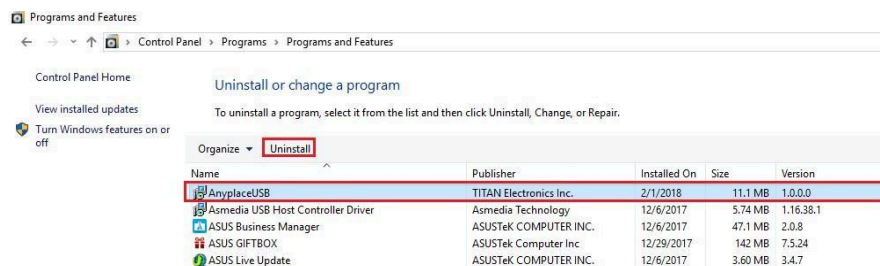 Programs and Features
Control Panel > Programs > Programs and Features
Control Panel Home
View installed updates
Turn Windows features on or
off
Uninstall or change a program
To uninstall a program, select it from the list and then click Uninstall, Change, or Repair.
Organize Uninstall
Name Publisher Installed On Size Version
AnyplaceUSB TITAN Electronics Inc. 2/1/2018 11.1 MB 1.0.0.0
Asmedia USB Host Controller Driver Asmedia Technology 12/6/2017 5.74 MB 1.16.38.1
ASUS Business Manager ASUSTeK COMPUTER INC. 12/6/2017 47.1 MB 2.0.8
ASUS GIFTBOX ASUSTek Computer Inc 12/29/2017 142 MB 7.5.24
ASUS Live Update ASUSTeK COMPUTER INC. 12/6/2017 3.60 MB 3.4.7